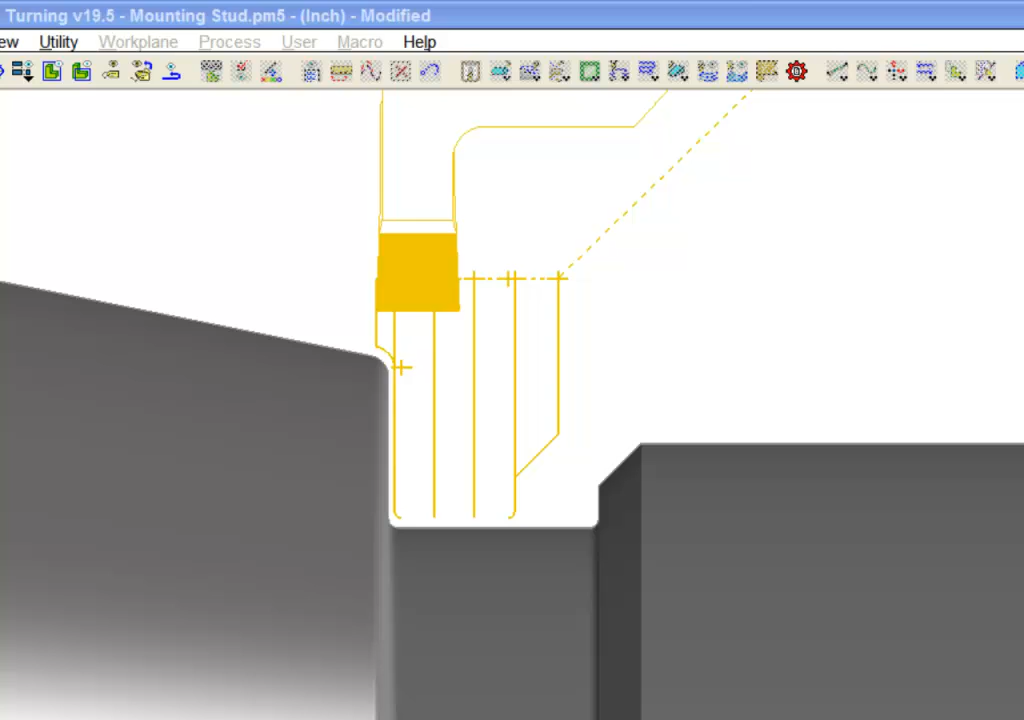 Turning v19.5 - Mounting Stud.pm5 - (Inch) - Modified
ew Utility Workplane Process User Macro Help